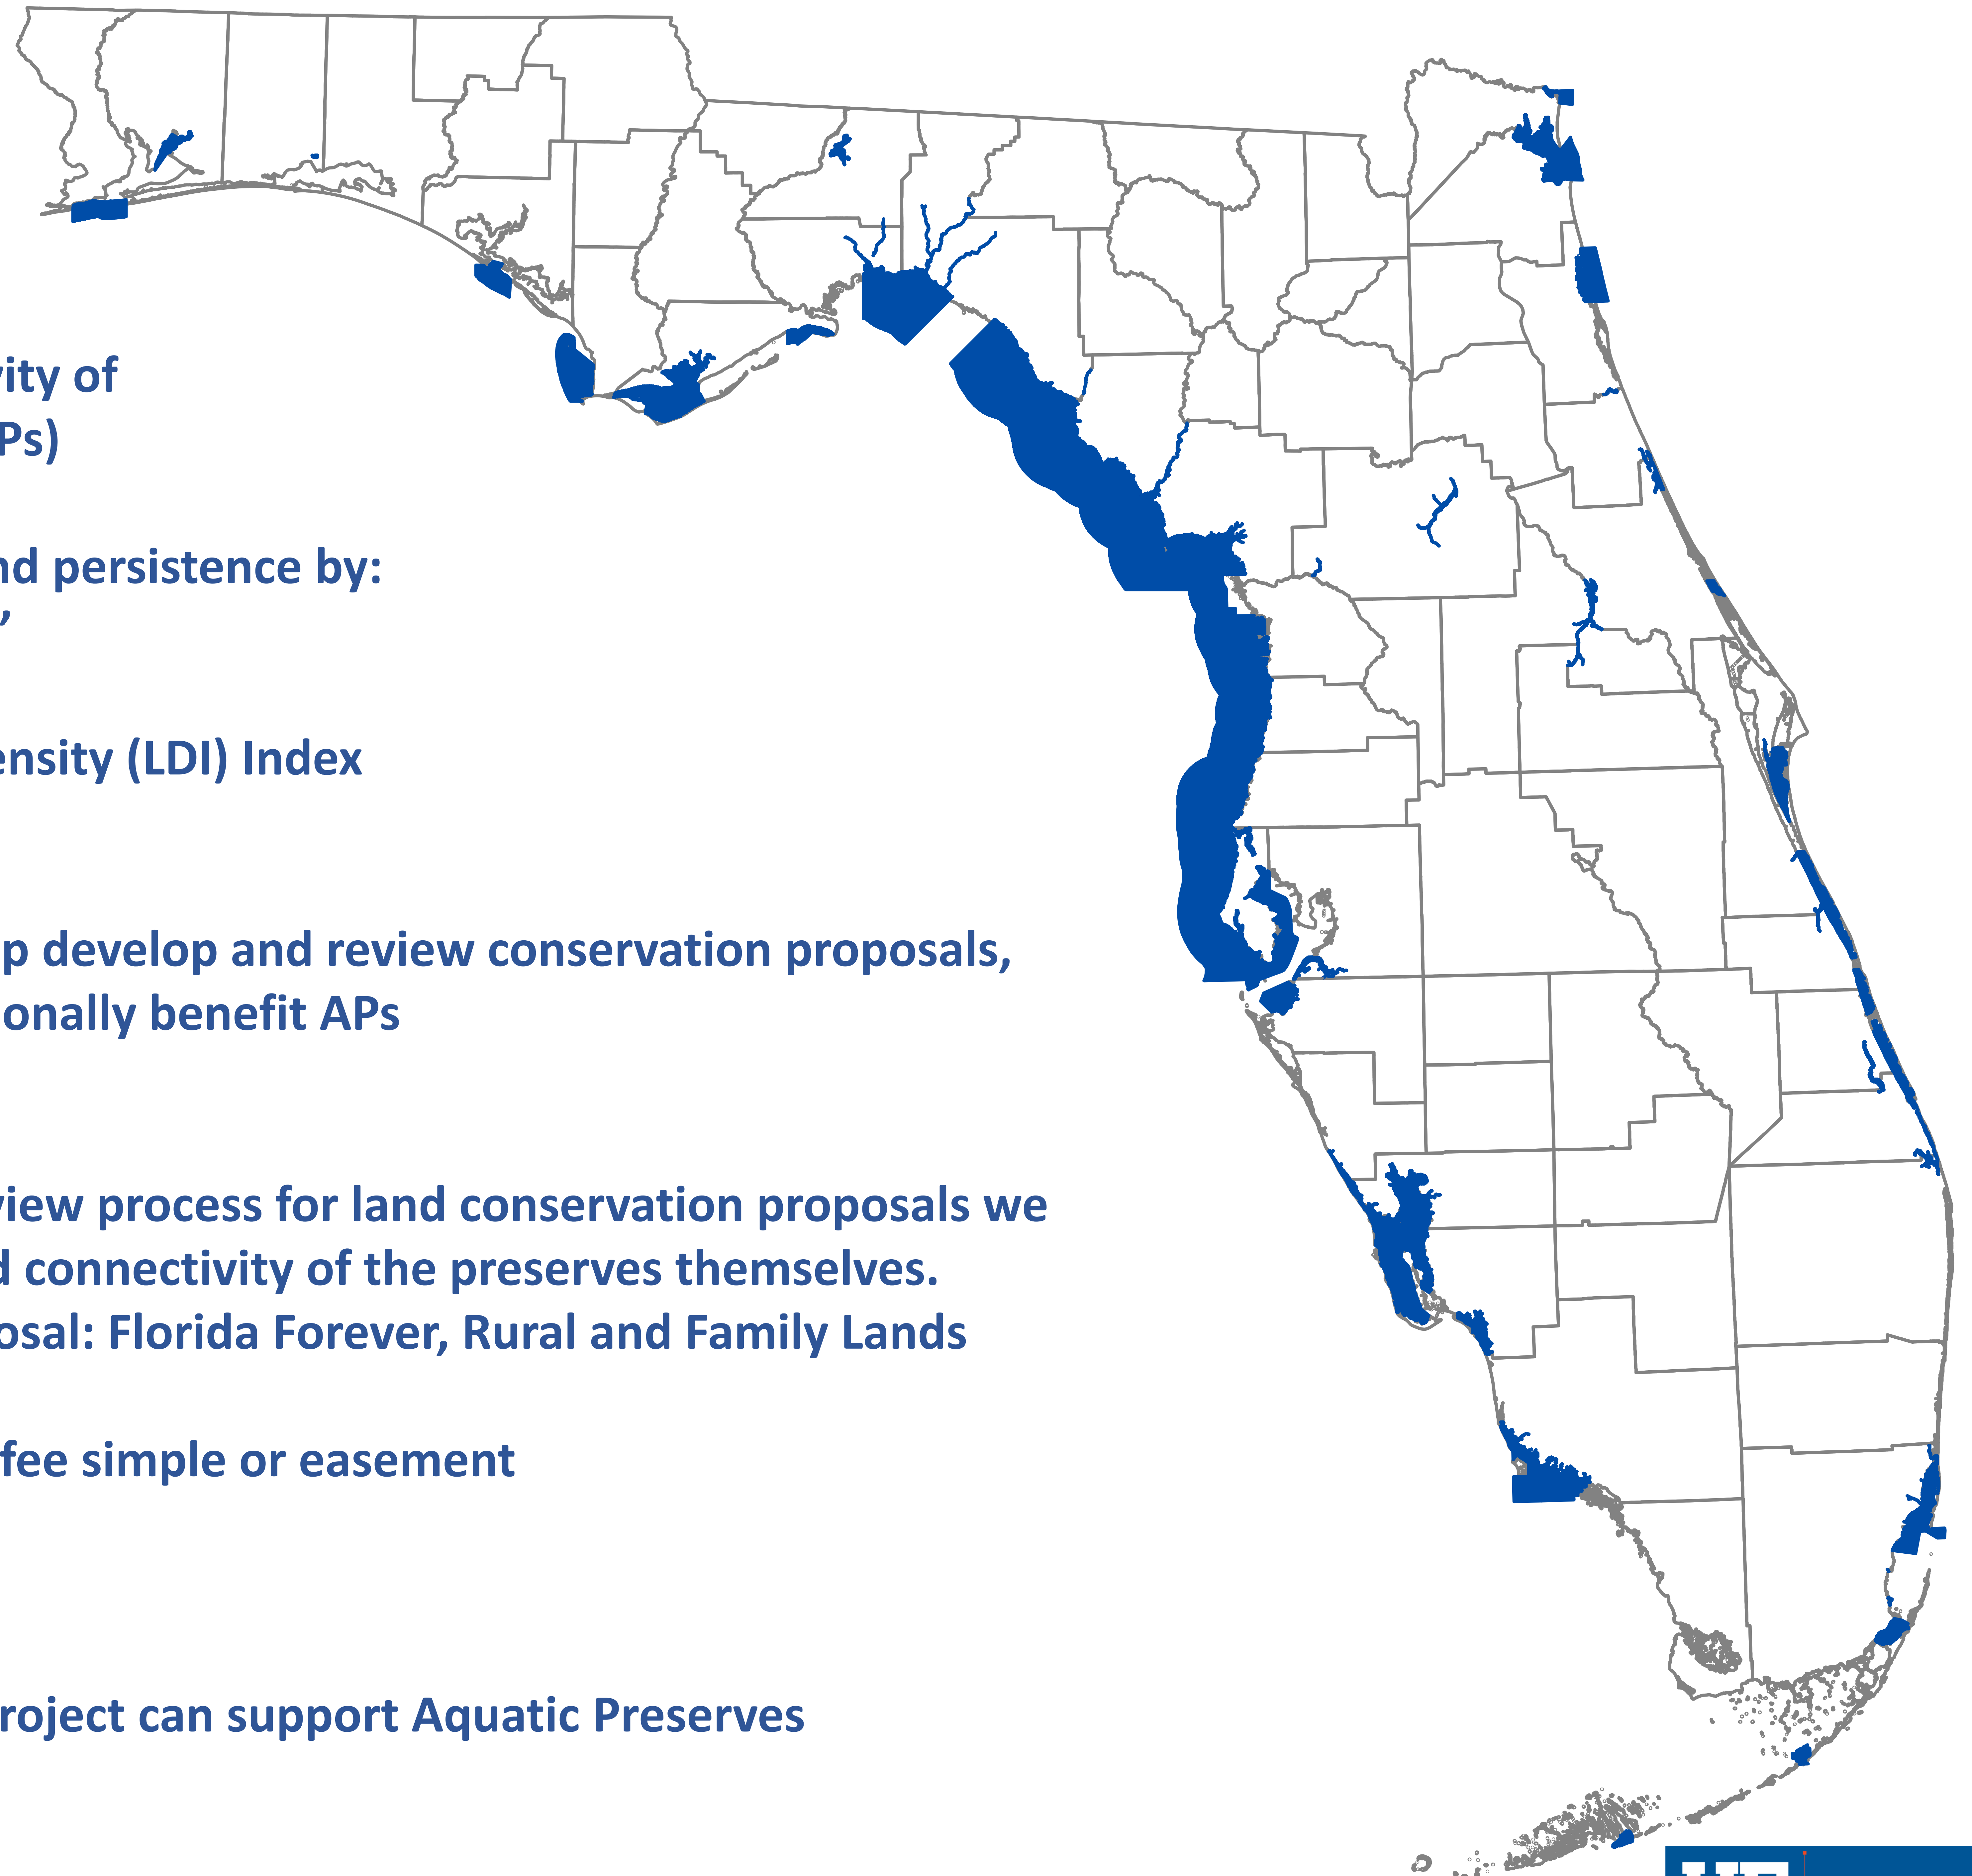 ity of
Ps)
nd persistence by:
ensity (LDI) Index
p develop and review conservation proposals,
onally benefit APs
view process for land conservation proposals we
d connectivity of the preserves themselves.
osal: Florida Forever, Rural and Family Lands
fee simple or easement
roject can support Aquatic Preserves